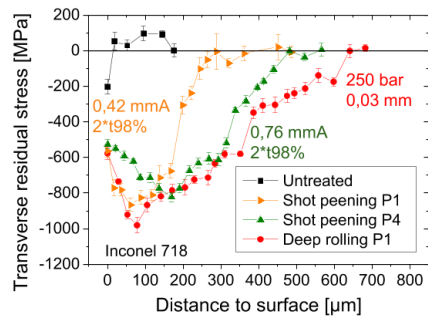 Transverse residual stress [MPa]
200
0
-200
-400
-600
-800
-1000
-1200
0,42 mmA
2*t98%
0,76 mmA
2*t98%
250 bar
0,03 mm
Inconel 718
Untreated
Shot peening P1
Shot peening P4
Deep rolling P1
0 100 200 300 400 500 600 700 800
Distance to surface [µm]